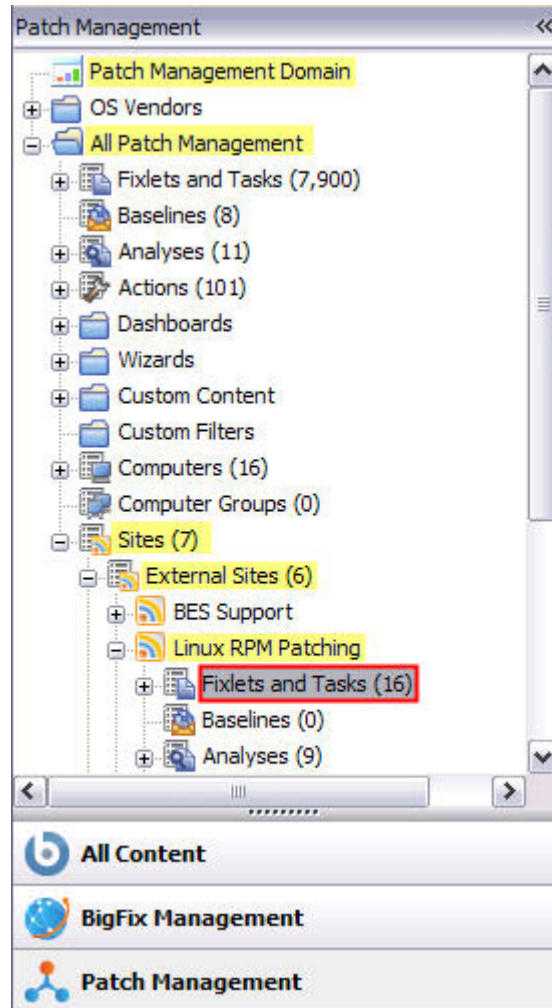 Patch Management
Patch Management Domain
OS Vendors
All Patch Management
Fixlets and Tasks (7,900)
Baselines (8)
Analyses (11)
Actions (101)
Dashboards
Wizards
Custom Content
Custom Filters
Computers (16)
Computer Groups (0)
Sites (7)
External Sites (6)
BES Support
Linux RPM Patching
Fixlets and Tasks (16)
Baselines (0)
Analyses (9)
All Content
BigFix Management
Patch Management